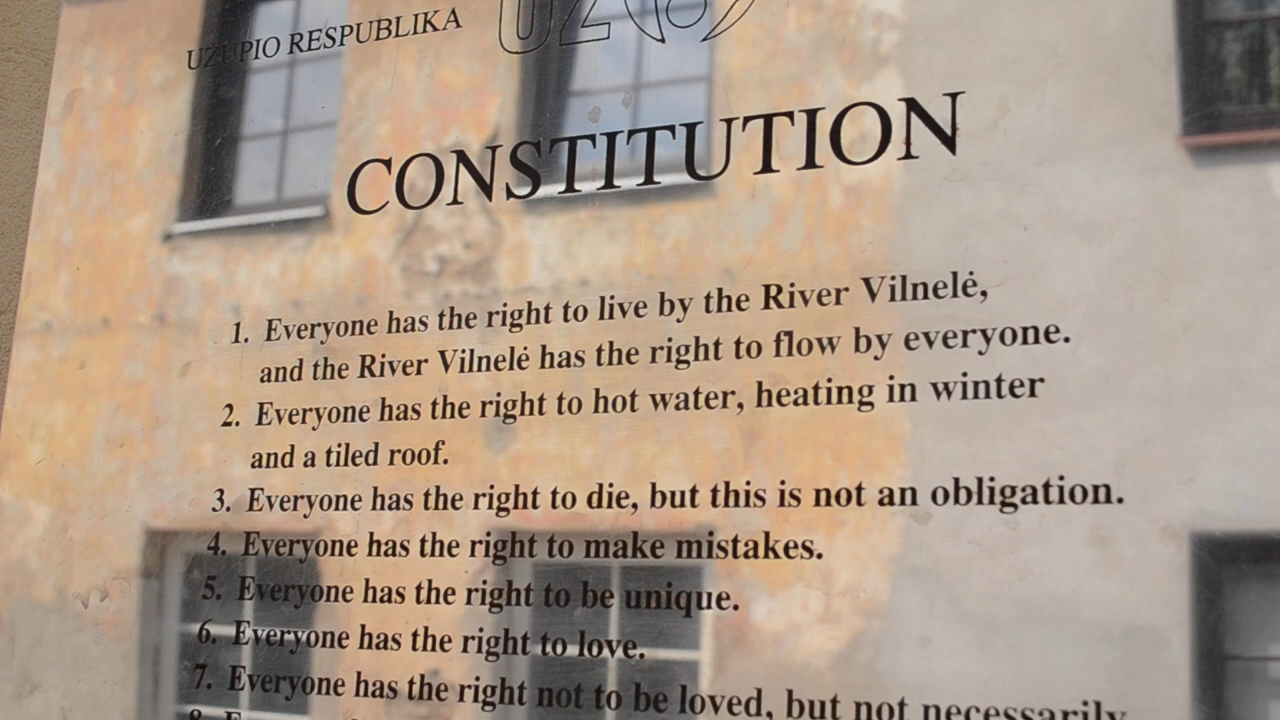 UŽUPIO RESPUBLIKA
UŽ
CONSTITUTION
1. Everyone has the right to live by the River Vilnelė,
and the River Vilnelė has the right to flow by everyone.
2. Everyone has the right to hot water, heating in winter
and a tiled roof.
3. Everyone has the right to die, but this is not an obligation.
4. Everyone has the right to make mistakes.
5. Everyone has the right to be unique.
6. Everyone has the right to love.
7. Everyone has the right not to be loved, but not necessarily.